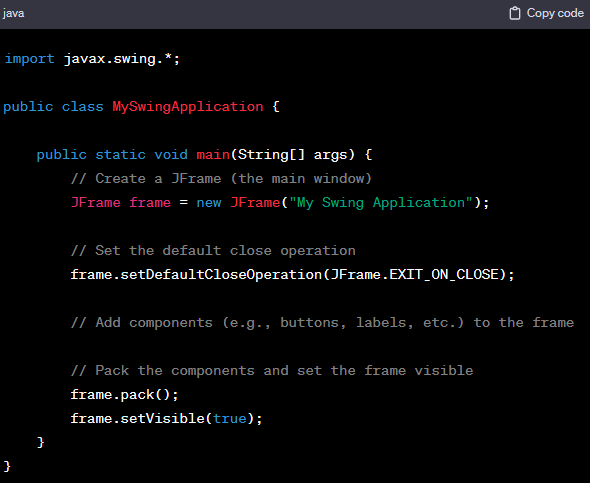 java
Copy code
import javax.swing.*;
public class MySwingApplication {
public static void main(String[] args) {
// Create a JFrame (the main window)
JFrame frame = new JFrame("My Swing Application");
// Set the default close operation
frame.setDefaultCloseOperation(JFrame.EXIT_ON_CLOSE);
// Add components (e.g., buttons, labels, etc.) to the frame
// Pack the components and set the frame visible
frame.pack();
frame.setVisible(true);
}
}